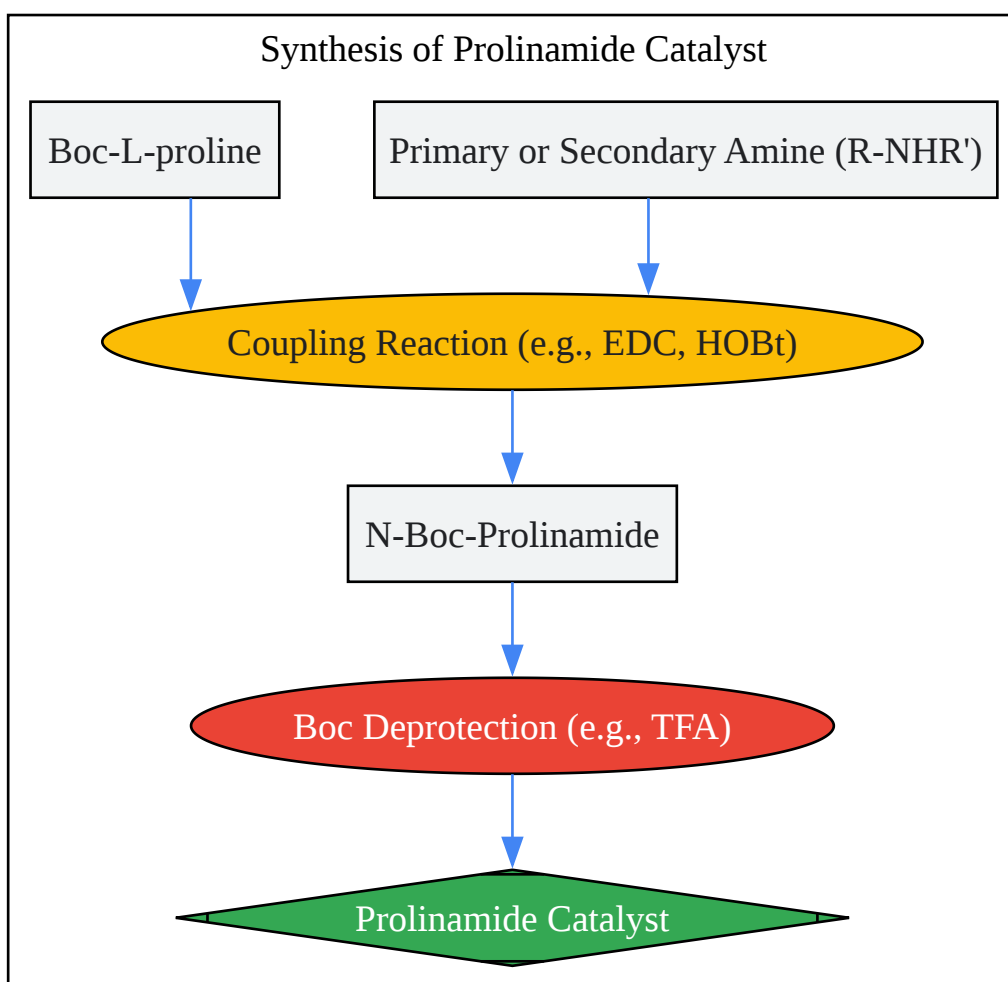 Synthesis of Prolinamide Catalyst
Boc-L-proline
Primary or Secondary Amine (R-NHR')
Coupling Reaction (e.g., EDC, HOBt)
N-Boc-Prolinamide
Boc Deprotection (e.g., TFA)
Prolinamide Catalyst